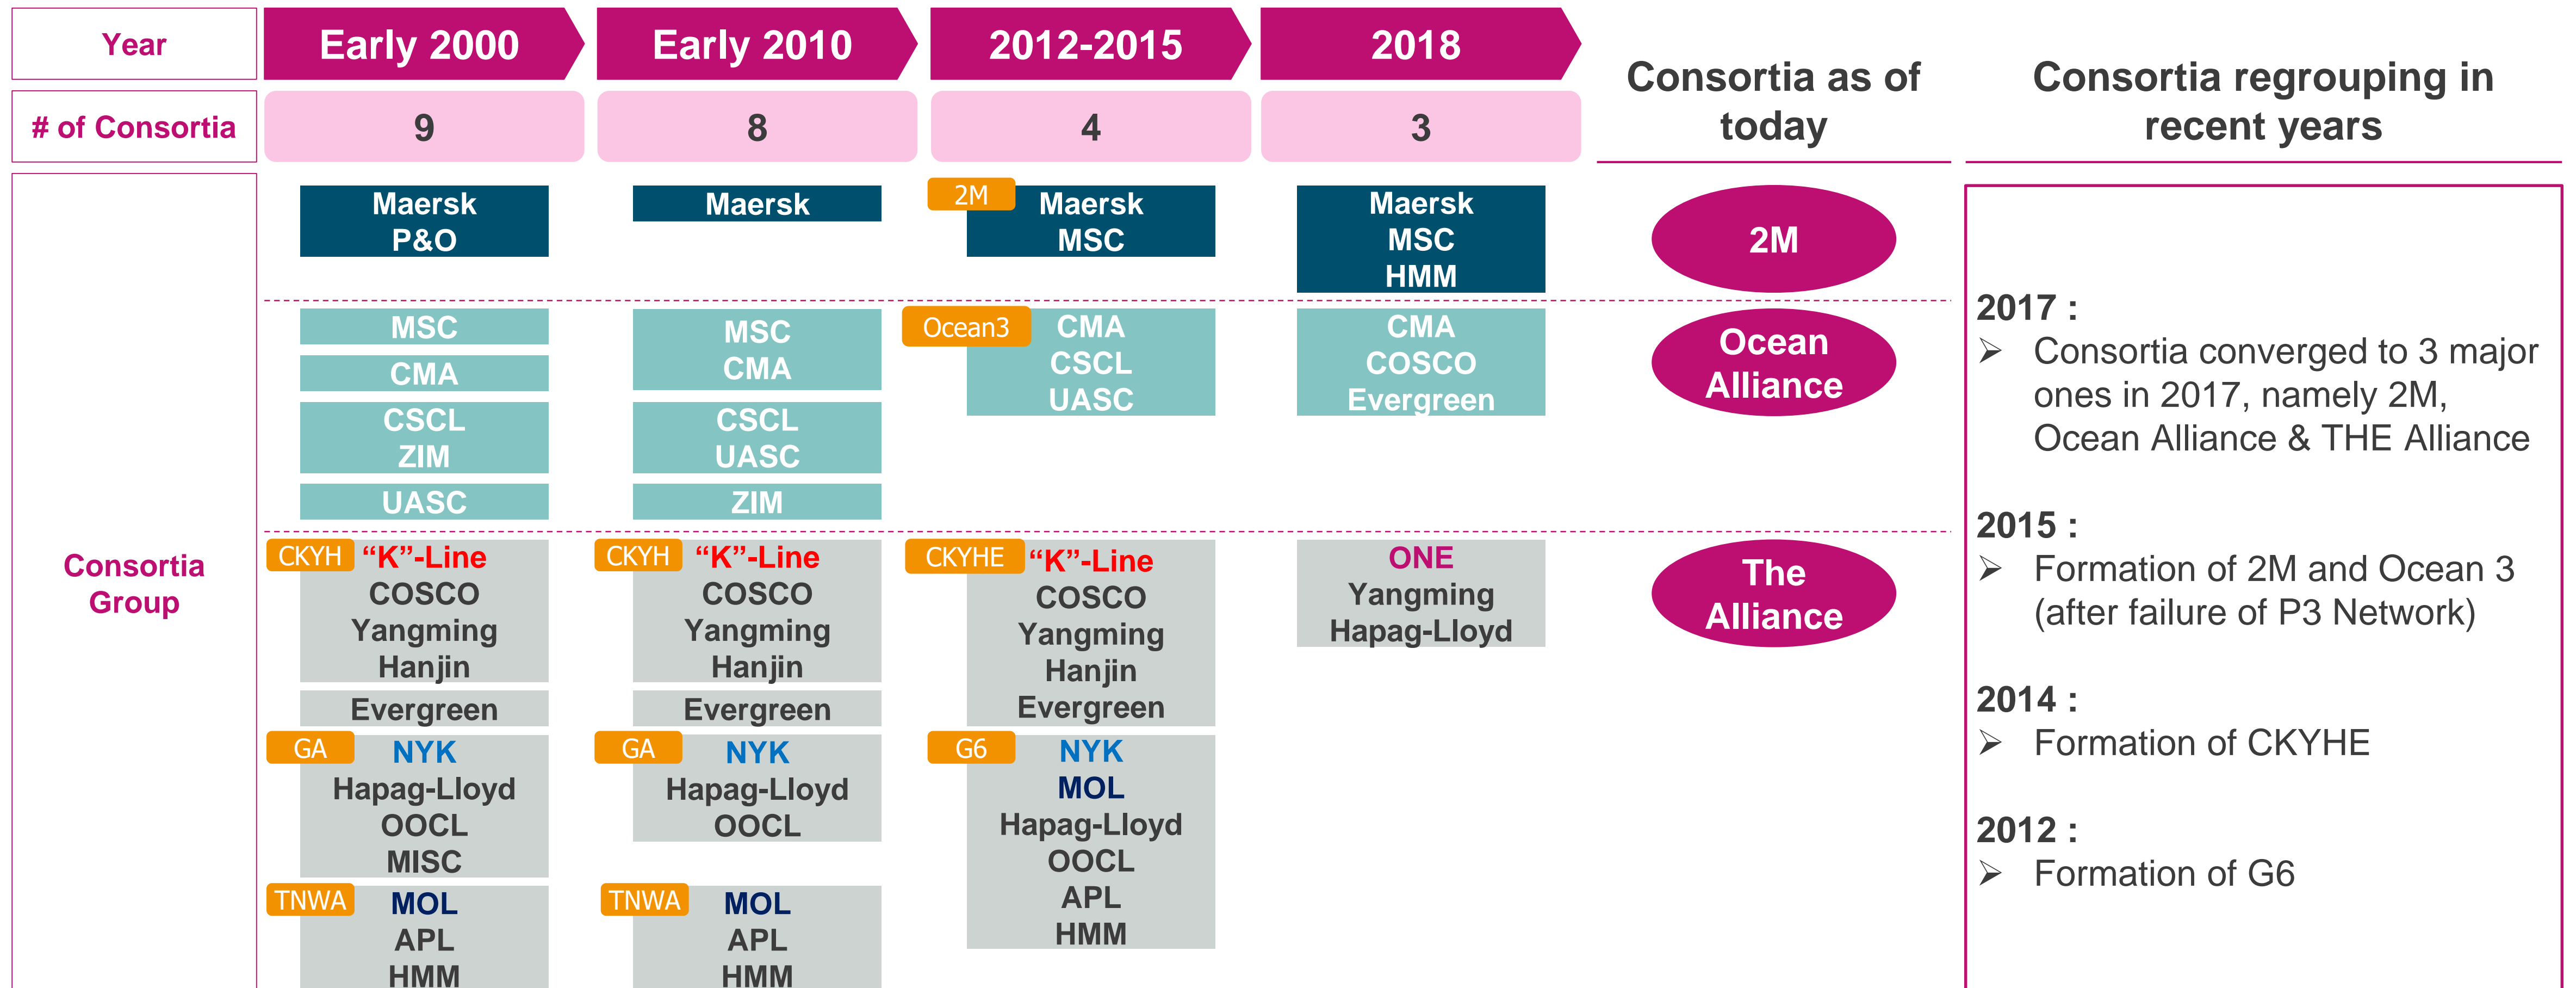 Year
Early 2000
Early 2010
2012-2015
2018
Consortia as of
today
Consortia regrouping in
recent years
# of Consortia
9
8
4
3
Consortia
Group
Maersk
P&O
Maersk
2M
Maersk
MSC
Maersk
MSC
HMM
2M
MSC
CMA
CSCL
ZIM
UASC
MSC
CMA
CSCL
UASC
ZIM
Ocean3
CMA
CSCL
UASC
CMA
COSCO
Evergreen
Ocean
Alliance
CKYH
“K”-Line
COSCO
Yangming
Hanjin
Evergreen
GA
NYK
Hapag-Lloyd
OOCL
MISC
TNWA
MOL
APL
HMM
CKYH
“K”-Line
COSCO
Yangming
Hanjin
Evergreen
GA
NYK
Hapag-Lloyd
OOCL
TNWA
MOL
APL
HMM
CKYHE
“K”-Line
COSCO
Yangming
Hanjin
Evergreen
G6
NYK
MOL
Hapag-Lloyd
OOCL
APL
HMM
ONE
Yangming
Hapag-Lloyd
The
Alliance
2017 :
➢ Consortia converged to 3 major
ones in 2017, namely 2M,
Ocean Alliance & THE Alliance
2015 :
➢ Formation of 2M and Ocean 3
(after failure of P3 Network)
2014 :
➢ Formation of CKYHE
2012 :
➢ Formation of G6